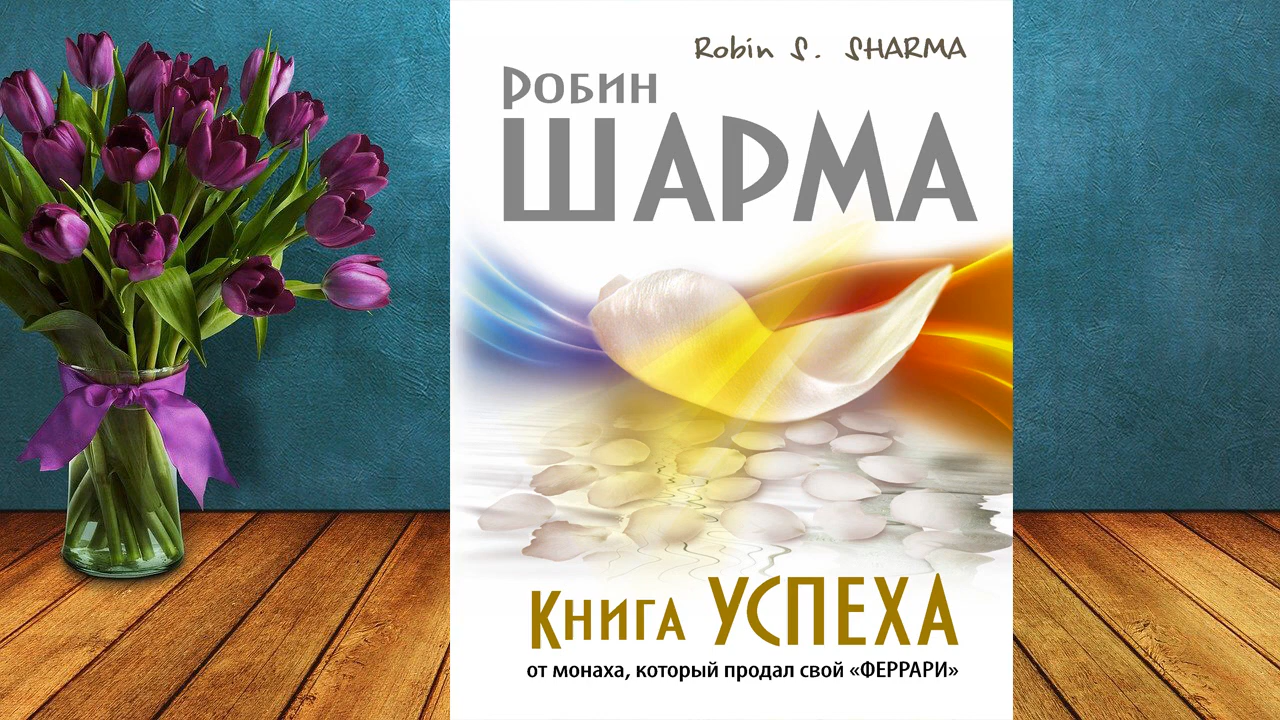 Robin S. SHARMA
РОБИН
ШАРМА
КНИГА УСПЕХА
от монаха, который продал свой «ФЕРРАРИ»